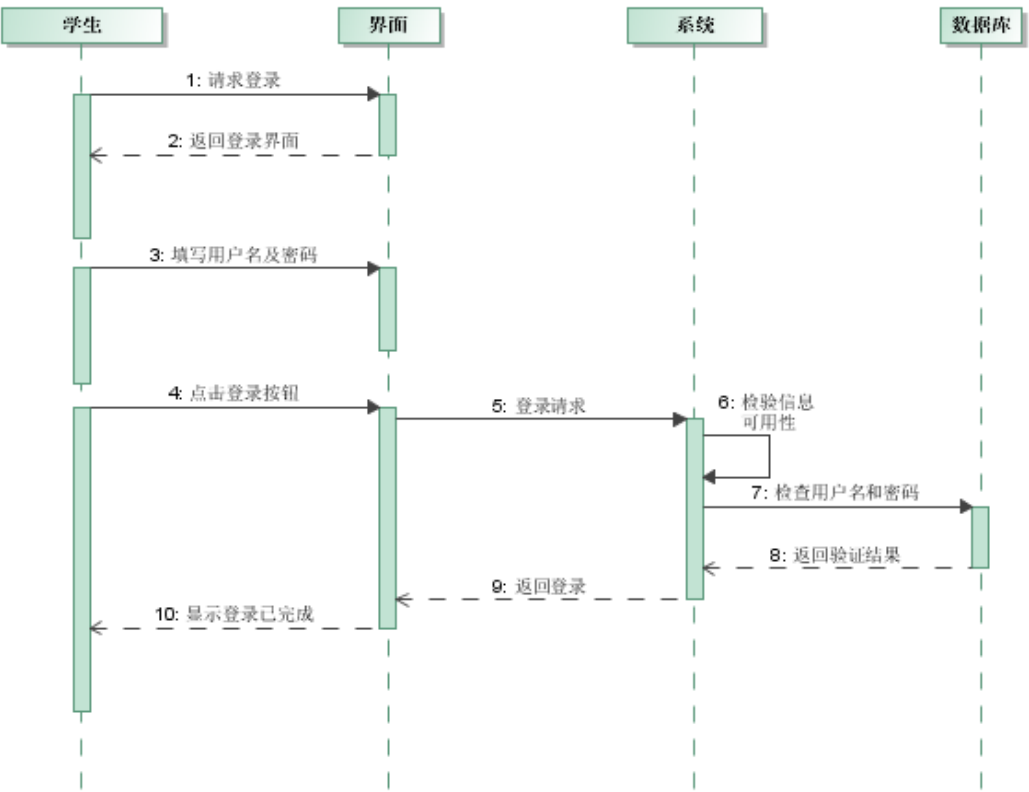 学生
界面
系统
数据库
1: 请求登录
2: 返回登录界面
3: 填写用户名及密码
4: 点击登录按钮
5: 登录请求
6: 检验信息
可用性
7: 检查用户名和密码
8: 返回验证结果
9: 返回登录
10: 显示登录已完成